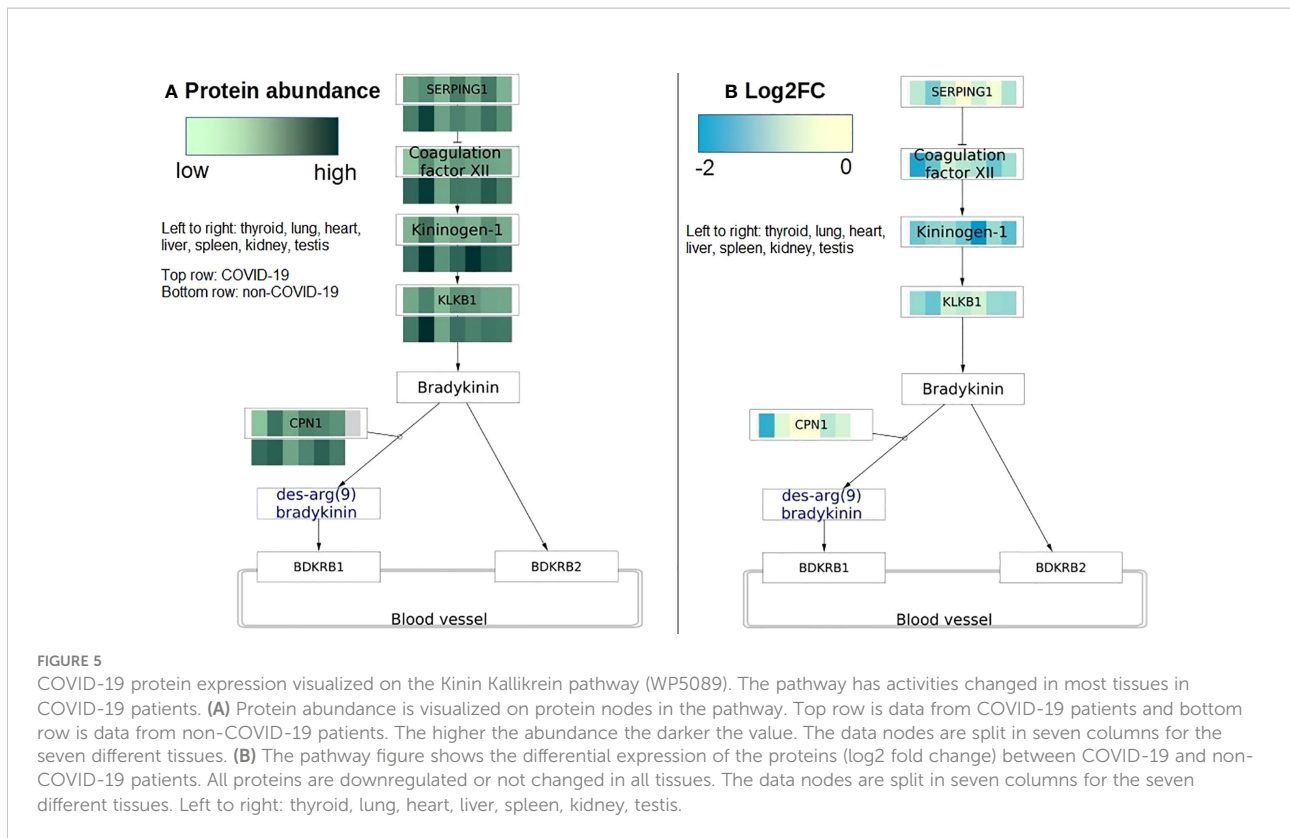 A Protein abundance
low
high
Left to right: thyroid, lung, heart,
liver, spleen, kidney, testis
Top row: COVID-19
Bottom row: non-COVID-19
SERPING1
Coagulation
factor XII
Kininogen-1
KLKB1
Bradykinin
CPN1
des-arg(9)
bradykinin
BDKRB1
BDKRB2
Blood vessel
B Log2FC
-2
0
Left to right: thyroid, lung, heart,
liver, spleen, kidney, testis
SERPING1
Coagulation
factor XII
Kininogen-1
KLKB1
Bradykinin
CPN1
des-arg(9)
bradykinin
BDKRB1
BDKRB2
Blood vessel
FIGURE 5
COVID-19 protein expression visualized on the Kinin Kallikrein pathway (WP5089). The pathway has activities changed in most tissues in
COVID-19 patients. (A) Protein abundance is visualized on protein nodes in the pathway. Top row is data from COVID-19 patients and bottom
row is data from non-COVID-19 patients. The higher the abundance the darker the value. The data nodes are split in seven columns for the
seven different tissues. (B) The pathway figure shows the differential expression of the proteins (log2 fold change) between COVID-19 and non-
COVID-19 patients. All proteins are downregulated or not changed in all tissues. The data nodes are split in seven columns for the seven
different tissues. Left to right: thyroid, lung, heart, liver, spleen, kidney, testis.